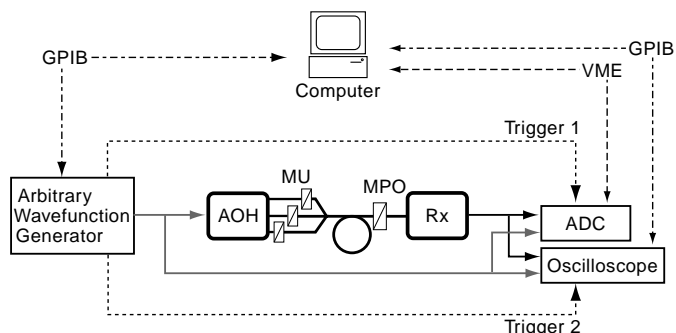 GPIB
GPIB
VME
Computer
Trigger 1
MU
MPO
Arbitrary
Wavefunction
Generator
AOH
Rx
ADC
Oscilloscope
Trigger 2